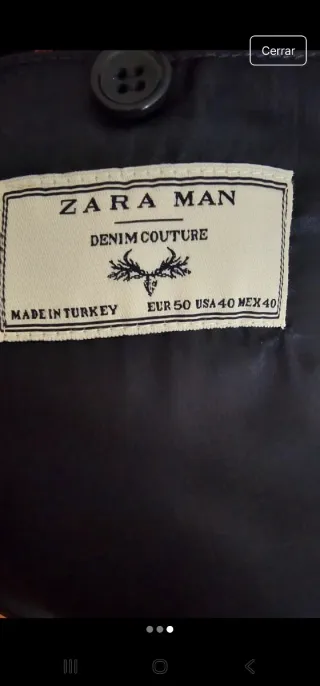 Cerrar
ZARA MAN
DENIM COUTURE
MADE IN TURKEY EUR 50 USA 40 MEX 40